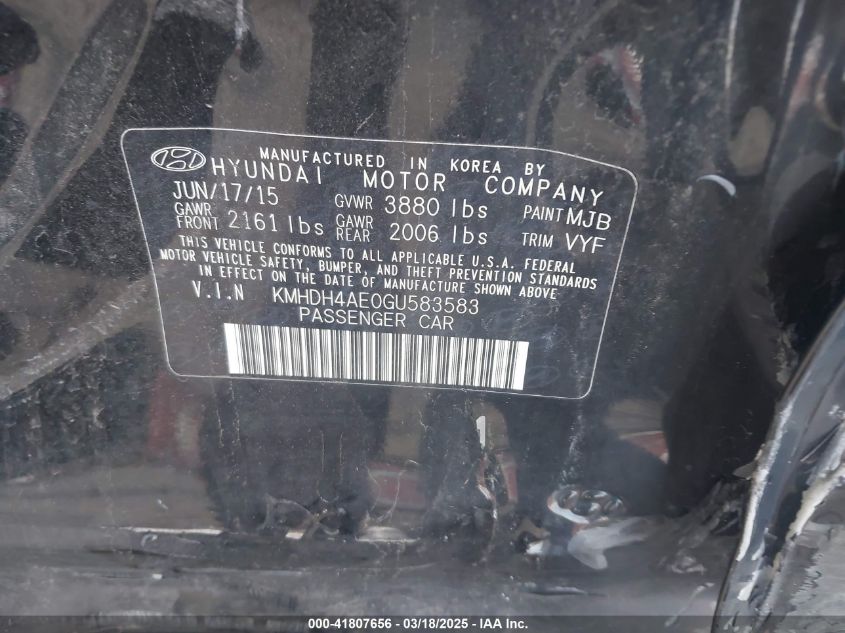 MANUFACTURED IN KOREA BY
HYUNDAI MOTOR COMPANY
JUN/17/15 GVWR 3880 lbs PAINT MJB
GAWR FRONT 2161 lbs GAWR REAR 2006 lbs TRIM VYF
THIS VEHICLE CONFORMS TO ALL APPLICABLE U.S.A. FEDERAL
MOTOR VEHICLE SAFETY, BUMPER, AND THEFT PREVENTION STANDARDS
IN EFFECT ON THE DATE OF MANUFACTURE SHOWN ABOVE
V.I.N KMHDH4AE0GU583583
PASSENGER CAR
000-41807656 - 03/18/2025 - IAA Inc.